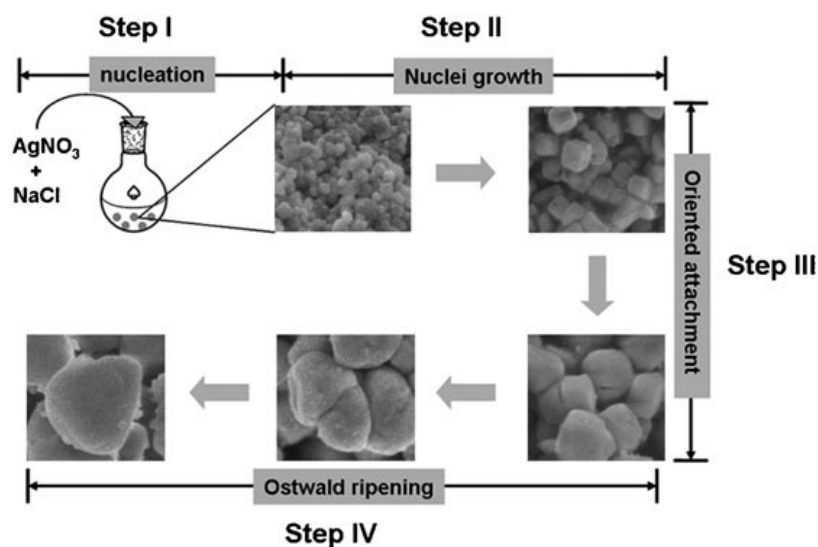 Step I
Step II
nucleation
Nuclei growth
AgNO₃
+
NaCl
Oriented attachment
Step III
Ostwald ripening
Step IV